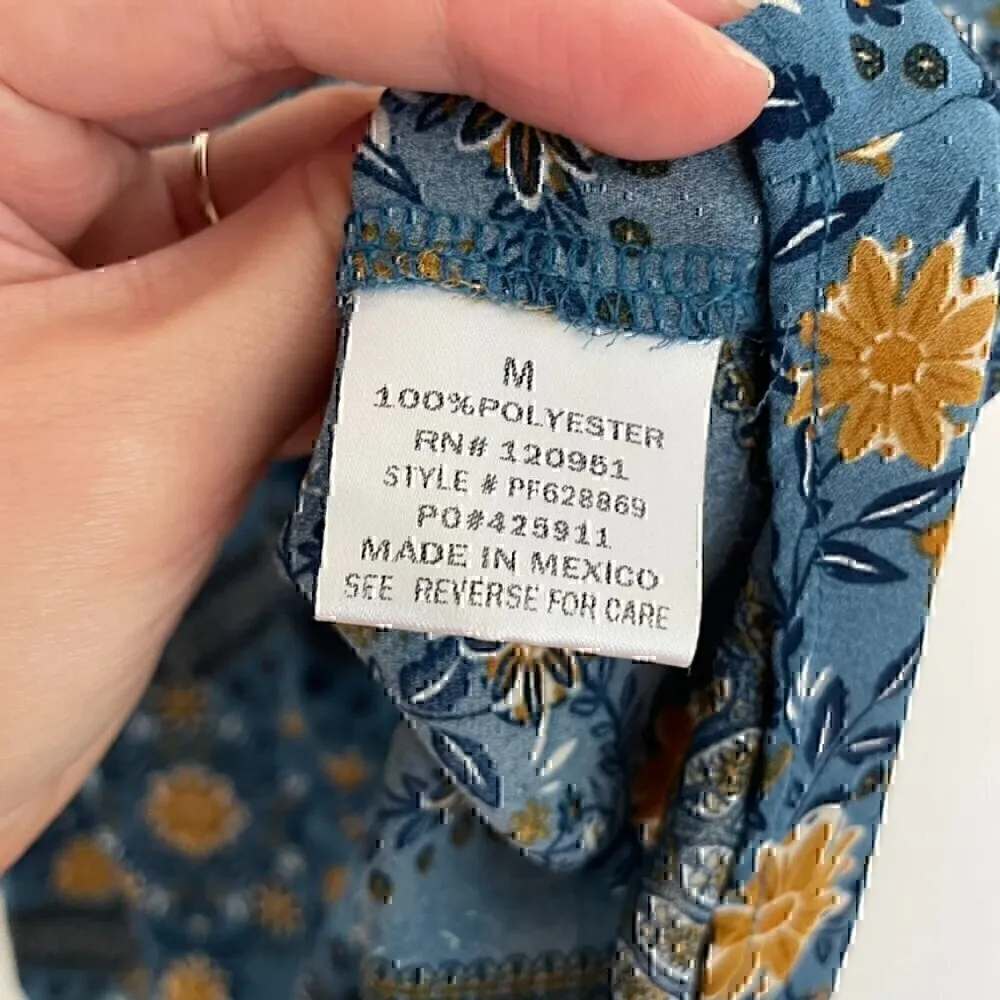 M
100%POLYESTER
RN# 120951
STYLE # PF628869
PO#425911
MADE IN MEXICO
SEE REVERSE FOR CARE